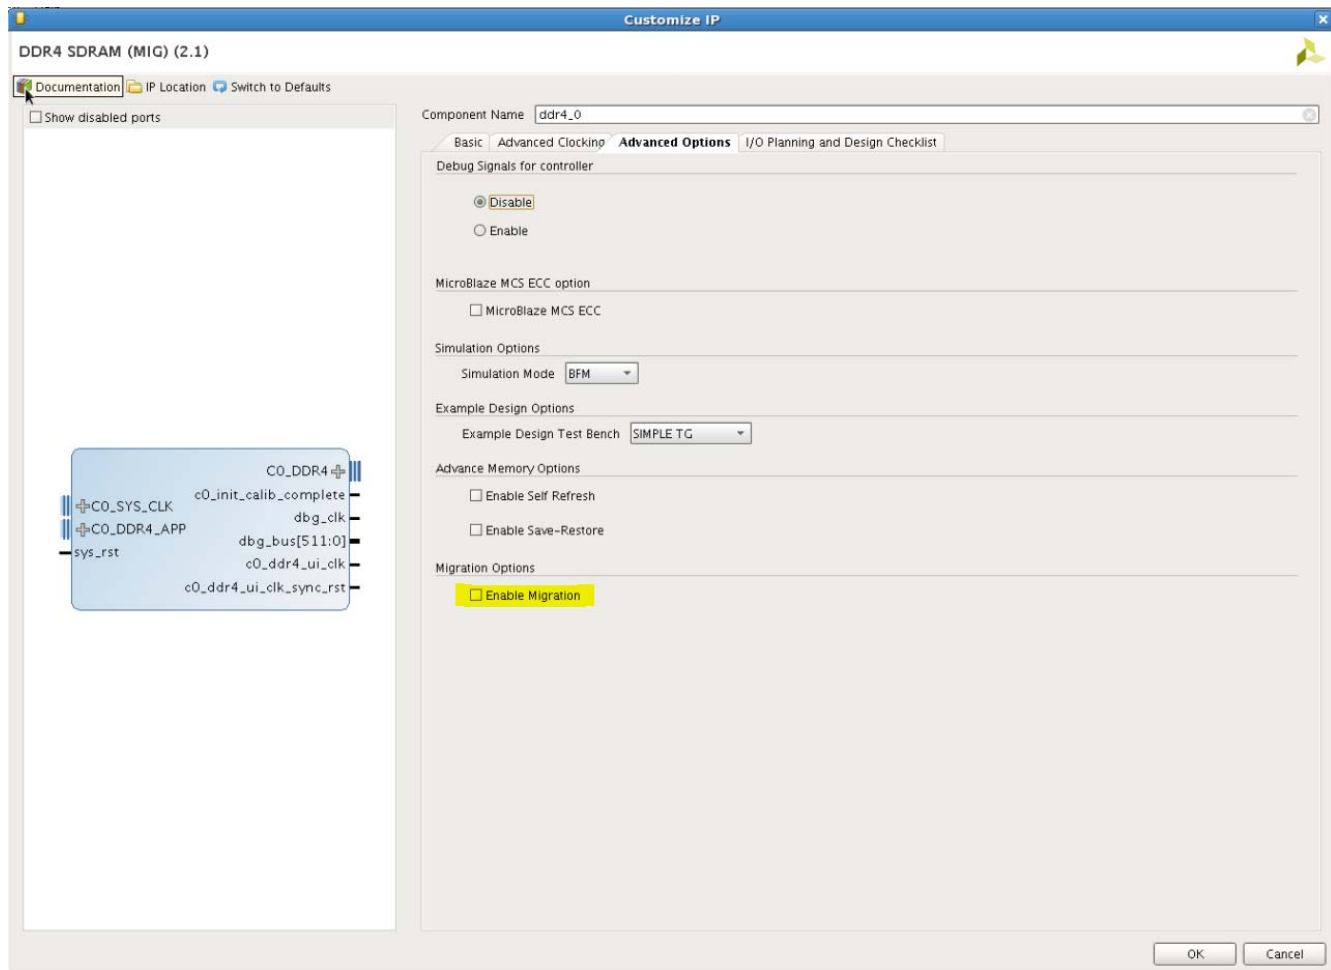 Customize IP
DDR4 SDRAM (MIG) (2.1)
Documentation IP Location Switch to Defaults
Show disabled ports
Component Name ddr4_0
Basic Advanced Clocking Advanced Options I/O Planning and Design Checklist
Debug Signals for controller
Disable
Enable
MicroBlaze MCS ECC option
MicroBlaze MCS ECC
Simulation Options
Simulation Mode BFM
Example Design Options
Example Design Test Bench SIMPLE TG
Advance Memory Options
Enable Self Refresh
Enable Save-Restore
Migration Options
Enable Migration
C0_DDR4
c0_init_calib_complete
C0_SYS_CLK
dbg_clk
C0_DDR4_APP
dbg_bus[511:0]
sys_rst
c0_ddr4_ui_clk
c0_ddr4_ui_clk_sync_rst
OK Cancel